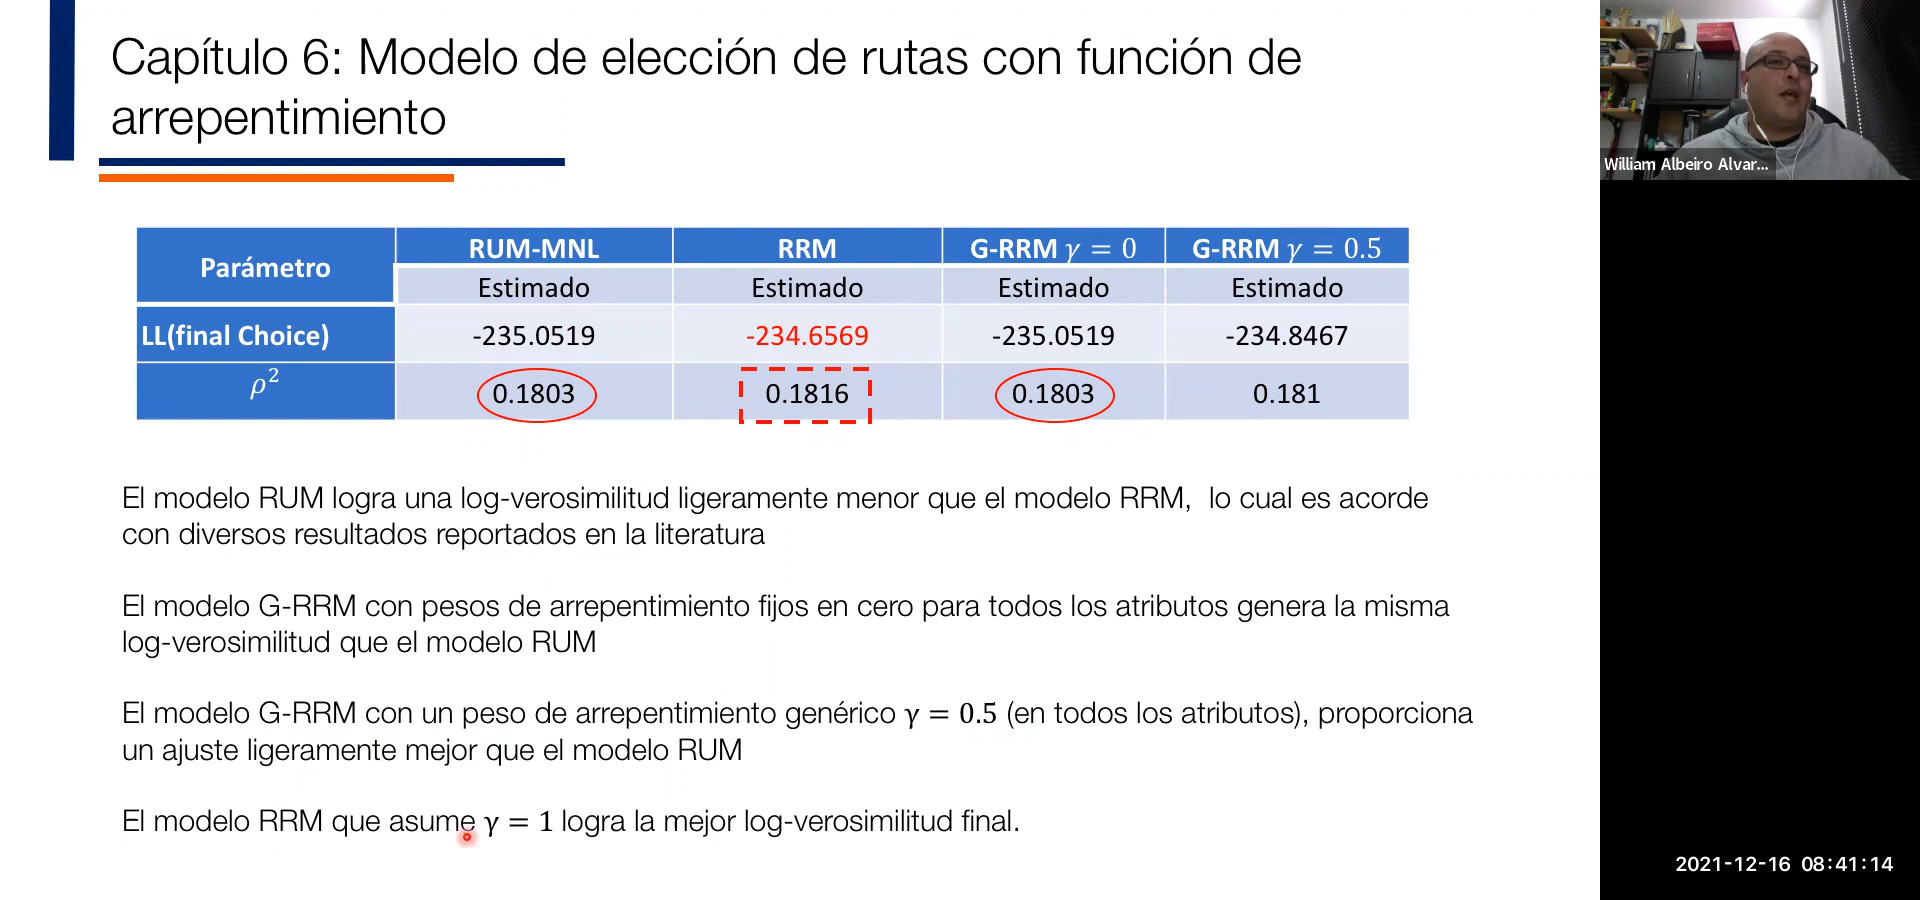 Capítulo 6: Modelo de elección de rutas con función de
arrepentimiento
William Albeiro Alvar...
Parámetro RUM-MNL RRM G-RRM γ = 0 G-RRM γ = 0.5
Estimado Estimado Estimado Estimado
LL(final Choice) -235.0519 -234.6569 -235.0519 -234.8467
ρ² 0.1803 0.1816 0.1803 0.181
El modelo RUM logra una log-verosimilitud ligeramente menor que el modelo RRM, lo cual es acorde
con diversos resultados reportados en la literatura
El modelo G-RRM con pesos de arrepentimiento fijos en cero para todos los atributos genera la misma
log-verosimilitud que el modelo RUM
El modelo G-RRM con un peso de arrepentimiento genérico γ = 0.5 (en todos los atributos), proporciona
un ajuste ligeramente mejor que el modelo RUM
El modelo RRM que asume γ = 1 logra la mejor log-verosimilitud final.
2021-12-16 08:41:14